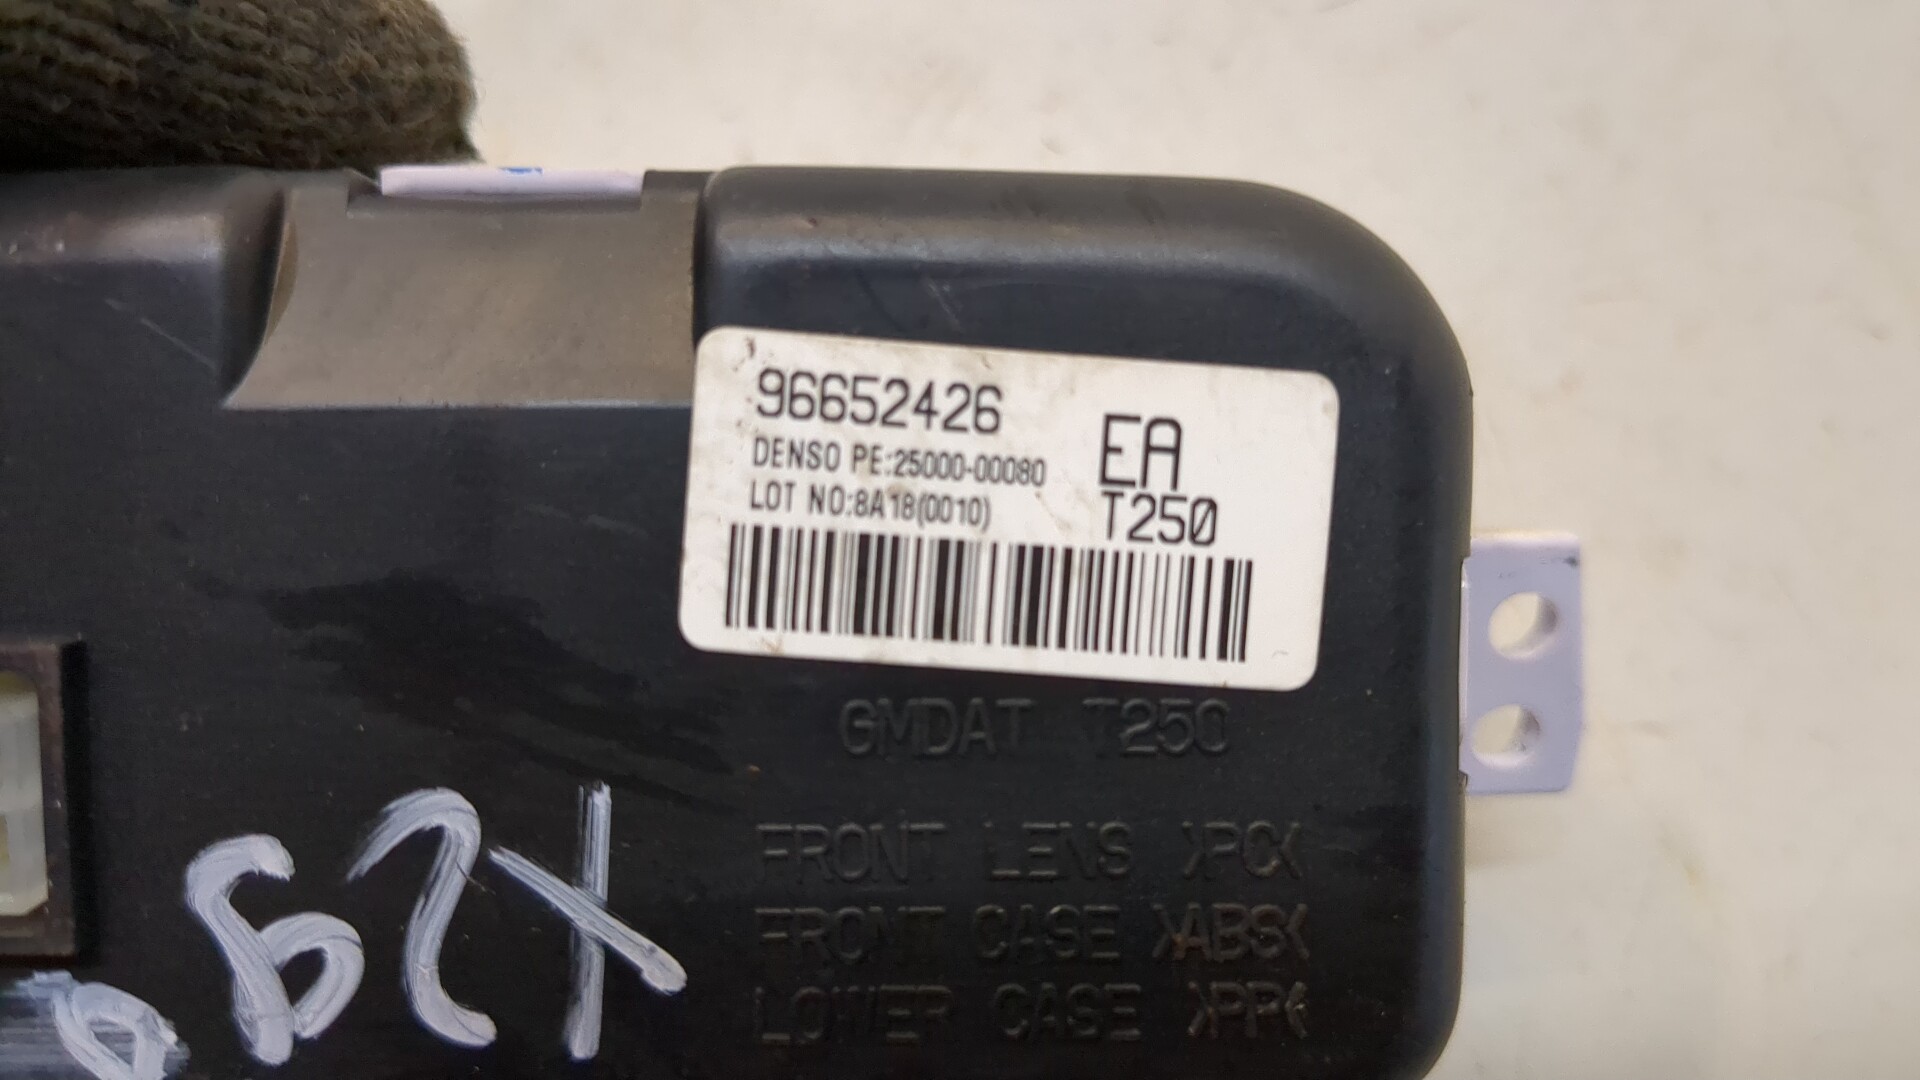 96652426
EA
DENSO PE:25000-00080
LOT NO:8A18(0010)
T250
GMDAT T250
FRONT LENS >PC<
FRONT CASE >ABS<
LOWER CASE >PP<